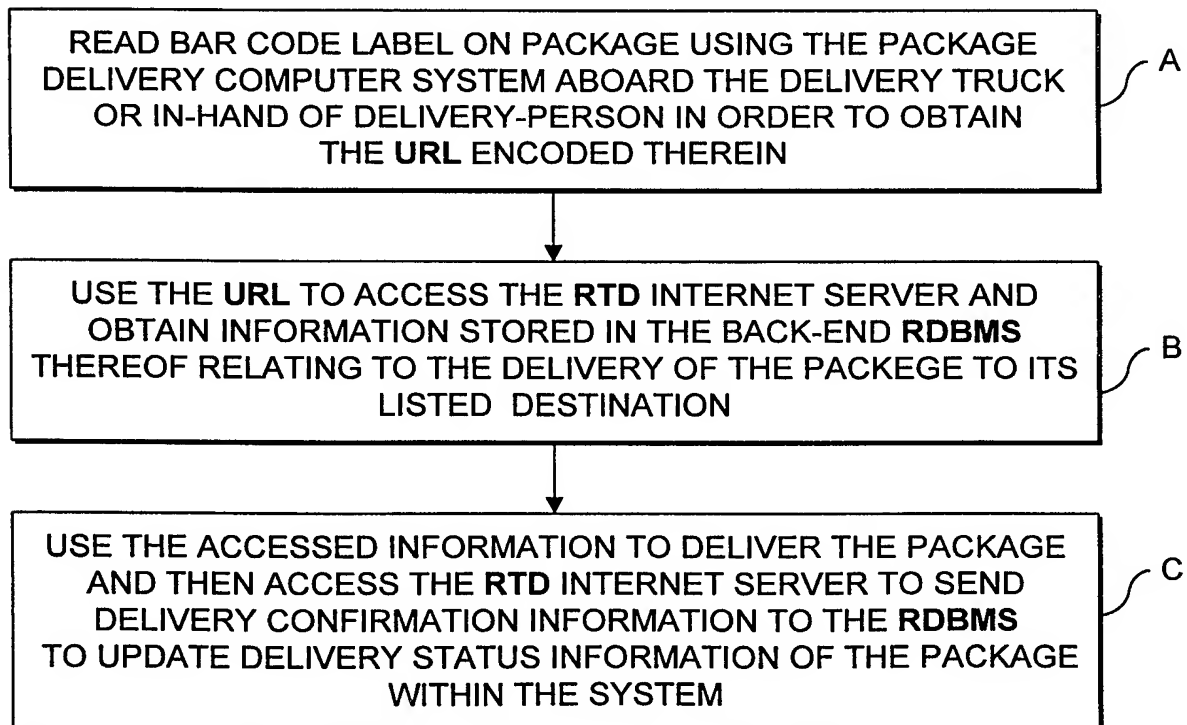 READ BAR CODE LABEL ON PACKAGE USING THE PACKAGE
DELIVERY COMPUTER SYSTEM ABOARD THE DELIVERY TRUCK
OR IN-HAND OF DELIVERY-PERSON IN ORDER TO OBTAIN
THE URL ENCODED THEREIN
A
USE THE URL TO ACCESS THE RTD INTERNET SERVER AND
OBTAIN INFORMATION STORED IN THE BACK-END RDBMS
THEREOF RELATING TO THE DELIVERY OF THE PACKEGE TO ITS
LISTED DESTINATION
B
USE THE ACCESSED INFORMATION TO DELIVER THE PACKAGE
AND THEN ACCESS THE RTD INTERNET SERVER TO SEND
DELIVERY CONFIRMATION INFORMATION TO THE RDBMS
TO UPDATE DELIVERY STATUS INFORMATION OF THE PACKAGE
WITHIN THE SYSTEM
C